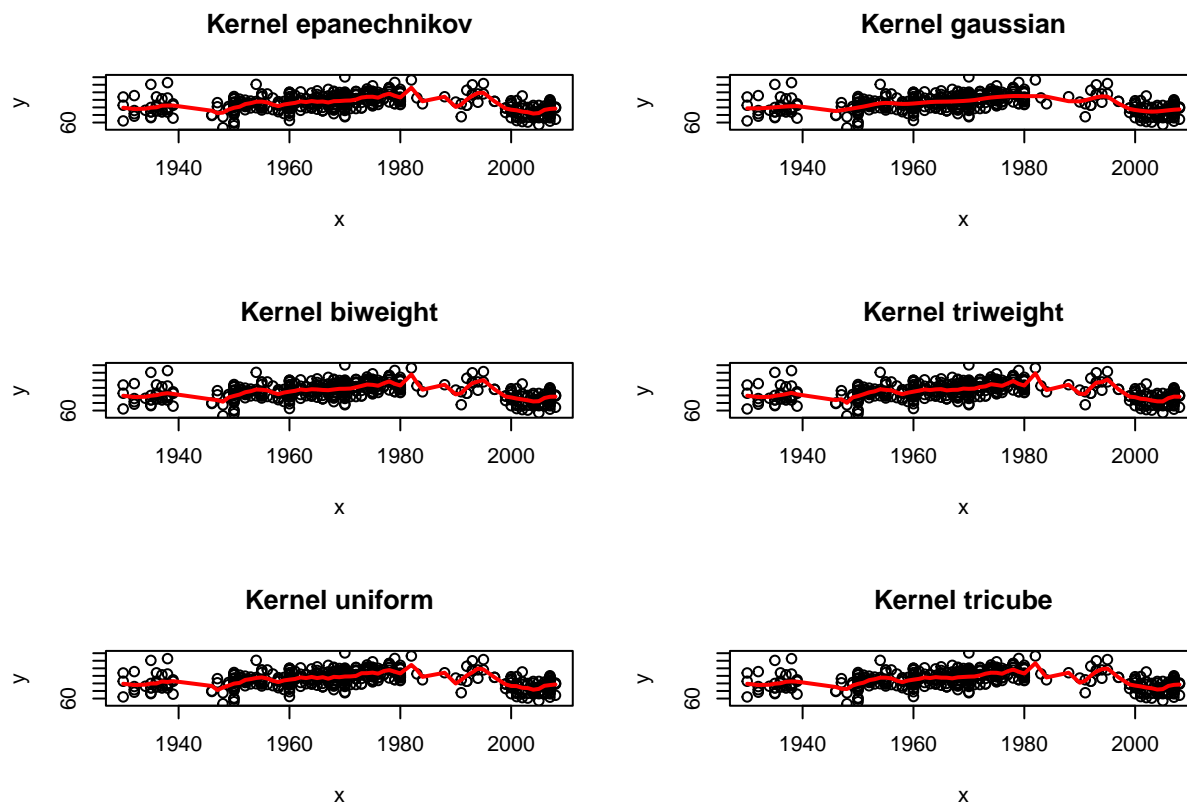 Kernel epanechnikov
y
60
1940 1960 1980 2000
x
Kernel gaussian
y
60
1940 1960 1980 2000
x
Kernel biweight
y
60
1940 1960 1980 2000
x
Kernel triweight
y
60
1940 1960 1980 2000
x
Kernel uniform
y
60
1940 1960 1980 2000
x
Kernel tricube
y
60
1940 1960 1980 2000
x